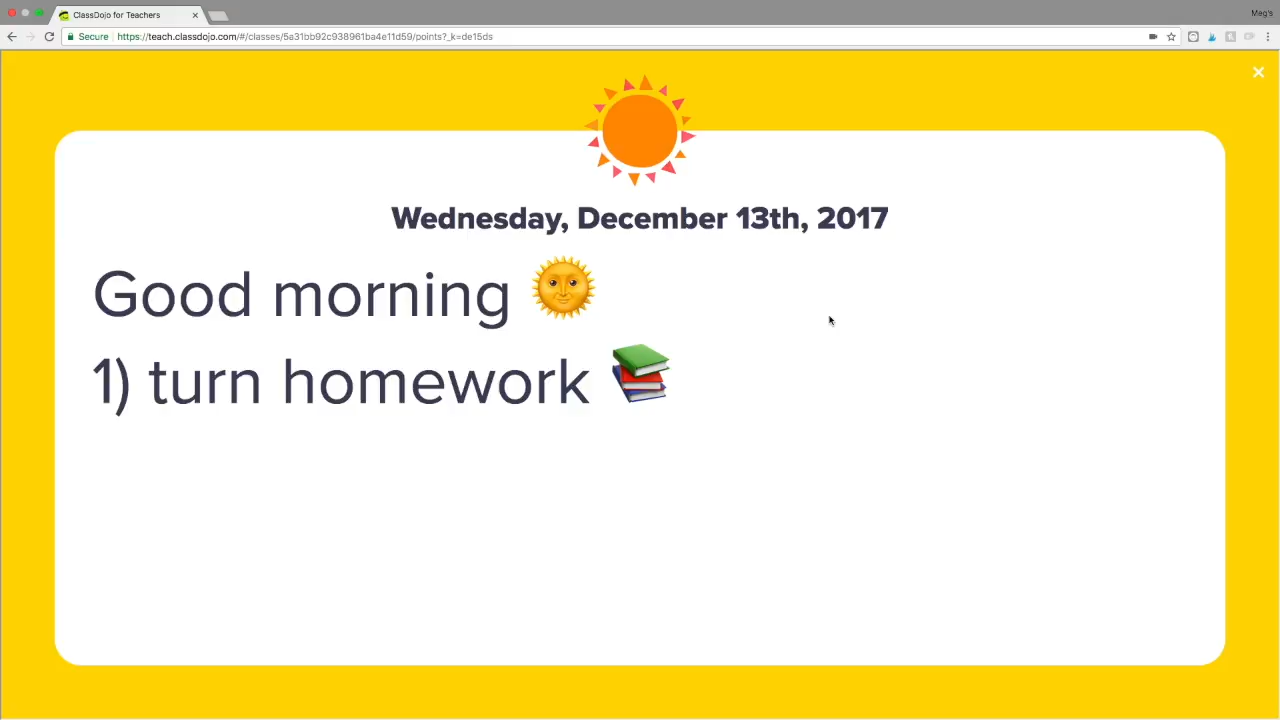 ClassDojo for Teachers
Meg's
Secure https://teach.classdojo.com/#/classes/5a31bb92c938961ba4e11d59/points?_k=de15ds
Wednesday, December 13th, 2017
Good morning 🌞
1) turn homework 📚